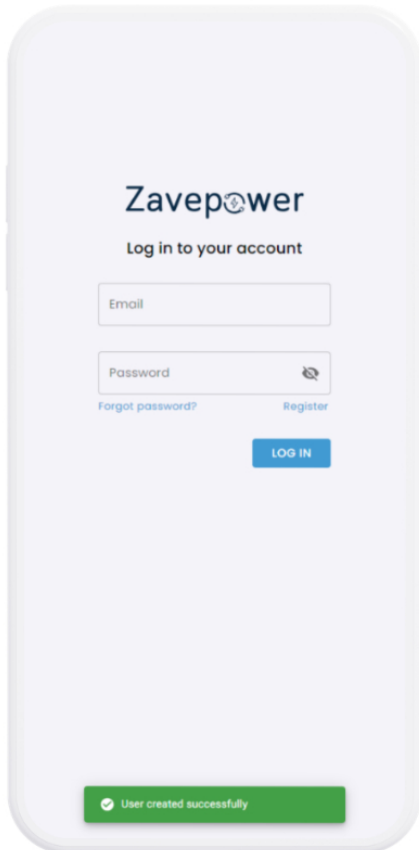 Zavepower
Log in to your account
Email
Password
Forgot password? Register
LOG IN
User created successfully